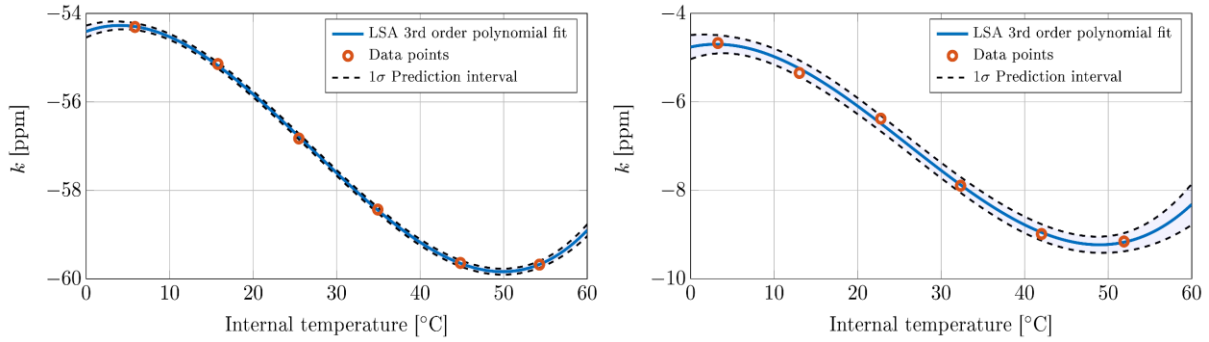 −54
−56
−58
−60
k [ppm]
0 10 20 30 40 50 60
Internal temperature [°C]
LSA 3rd order polynomial fit
Data points
1σ Prediction interval
−4
−6
−8
−10
k [ppm]
0 10 20 30 40 50 60
Internal temperature [°C]
LSA 3rd order polynomial fit
Data points
1σ Prediction interval